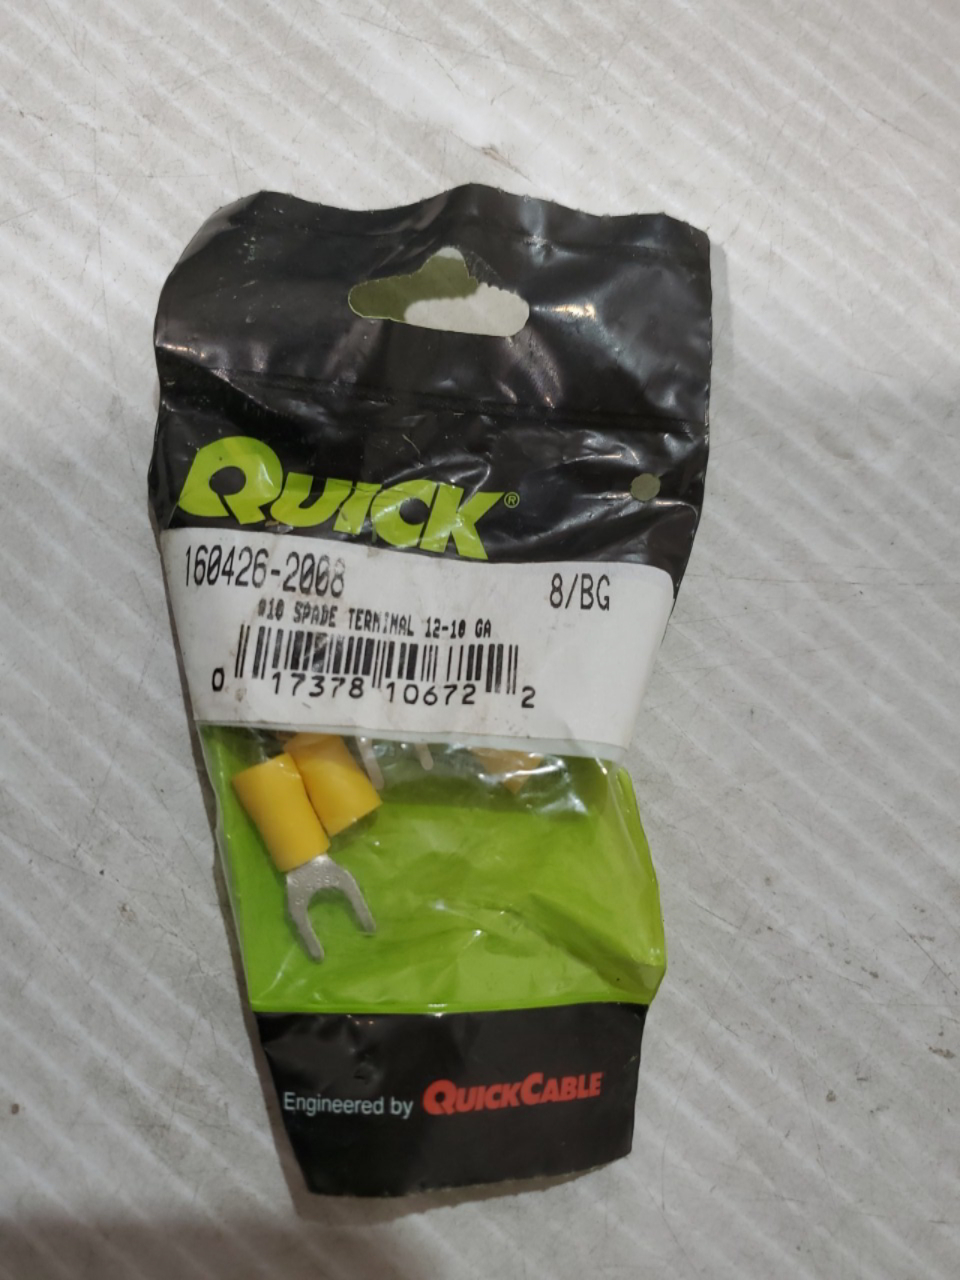 QUICK®
160426-2008 8/BG
#10 SPADE TERMINAL 12-10 GA
0 17378 10672 2
Engineered by QUICKCABLE